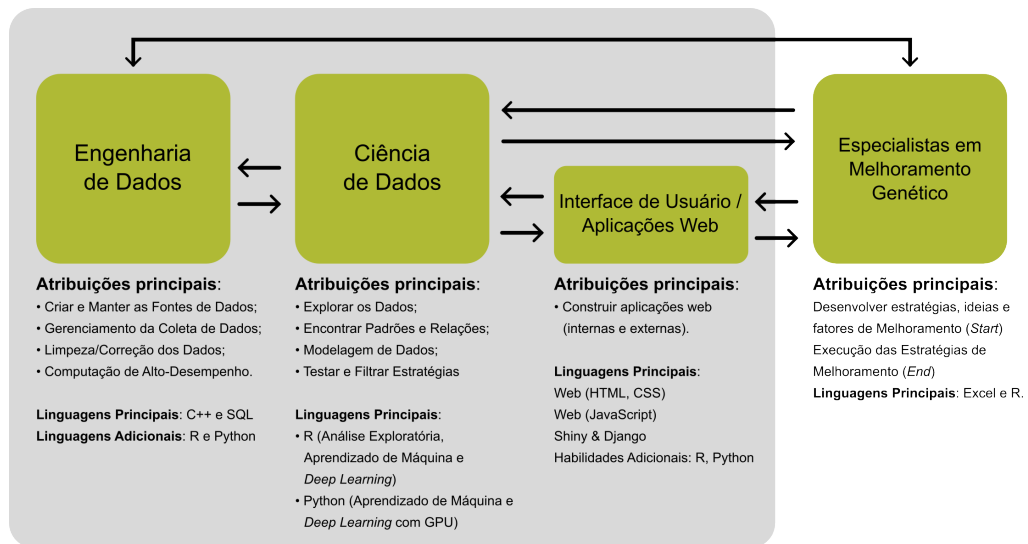 Engenharia
de Dados
Atribuições principais:
• Criar e Manter as Fontes de Dados;
• Gerenciamento da Coleta de Dados;
• Limpeza/Correção dos Dados;
• Computação de Alto-Desempenho.
Linguagens Principais: C++ e SQL
Linguagens Adicionais: R e Python
Ciência
de Dados
Atribuições principais:
• Explorar os Dados;
• Encontrar Padrões e Relações;
• Modelagem de Dados;
• Testar e Filtrar Estratégias
Linguagens Principais:
• R (Análise Exploratória,
Aprendizado de Máquina e
Deep Learning)
• Python (Aprendizado de Máquina e
Deep Learning com GPU)
Interface de Usuário /
Aplicações Web
Atribuições principais:
• Construir aplicações web
(internas e externas).
Linguagens Principais:
Web (HTML, CSS)
Web (JavaScript)
Shiny & Django
Habilidades Adicionais: R, Python
Especialistas em
Melhoramento
Genético
Atribuições principais:
Desenvolver estratégias, ideias e
fatores de Melhoramento (Start)
Execução das Estratégias de
Melhoramento (End)
Linguagens Principais: Excel e R.